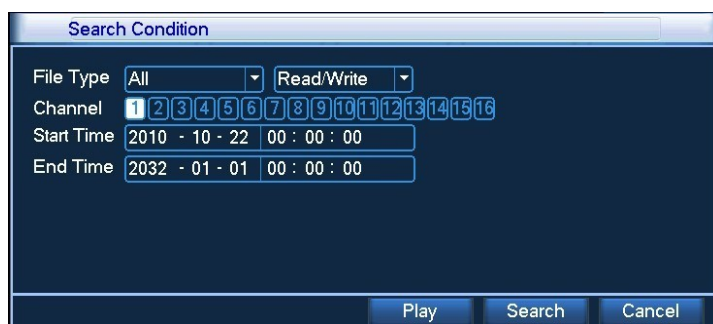 Search Condition
File Type All Read/Write
Channel 1 2 3 4 5 6 7 8 9 10 11 12 13 14 15 16
Start Time 2010 - 10 - 22 00 : 00 : 00
End Time 2032 - 01 - 01 00 : 00 : 00
Play Search Cancel